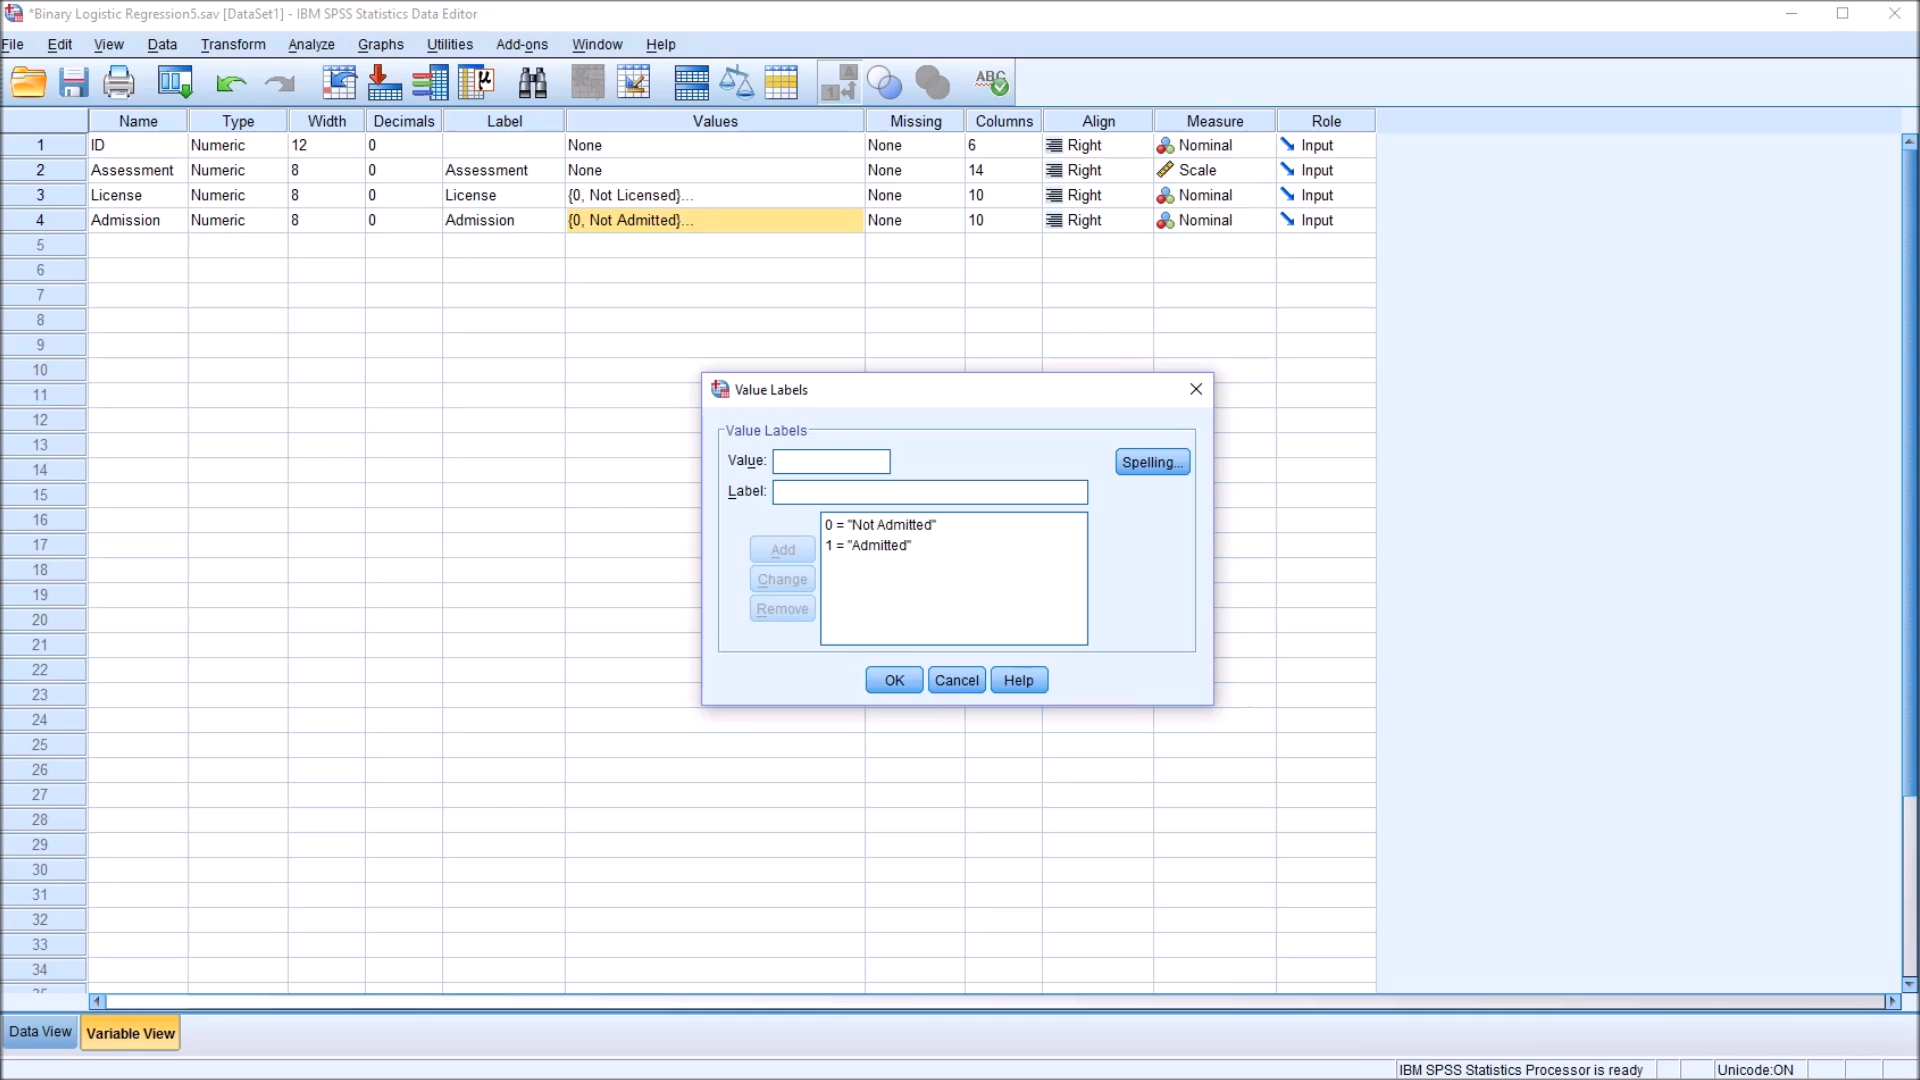 *Binary Logistic Regression5.sav [DataSet1] - IBM SPSS Statistics Data Editor
File Edit View Data Transform Analyze Graphs Utilities Add-ons Window Help
Name Type Width Decimals Label Values Missing Columns Align Measure Role
1 ID Numeric 12 0 None None 6 Right Nominal Input
2 Assessment Numeric 8 0 Assessment None None 14 Right Scale Input
3 License Numeric 8 0 License {0, Not Licensed}... None 10 Right Nominal Input
4 Admission Numeric 8 0 Admission {0, Not Admitted}... None 10 Right Nominal Input
5
6
7
8
9
10
11
12
13
14
15
16
17
18
19
20
21
22
23
24
25
26
27
28
29
30
31
32
33
34
Value Labels
Value Labels
Value:
Spelling...
Label:
0 = "Not Admitted"
1 = "Admitted"
Add
Change
Remove
OK Cancel Help
Data View Variable View
IBM SPSS Statistics Processor is ready Unicode:ON